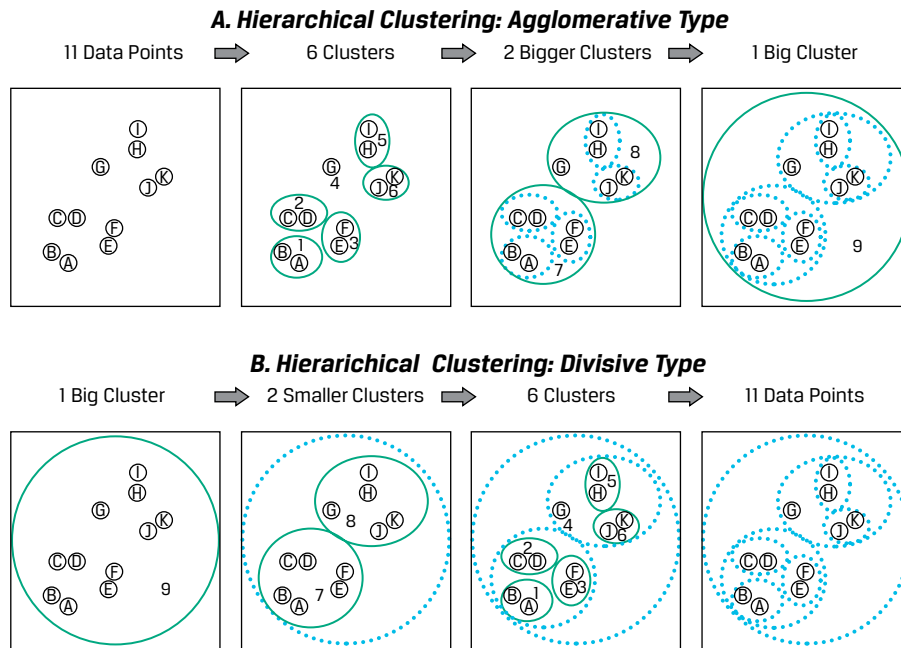 A. Hierarchical Clustering: Agglomerative Type
11 Data Points 6 Clusters 2 Bigger Clusters 1 Big Cluster
I I I I
H 5 H H 8 H
G G G G
K K K K
J 4 J 6 J J
2
C D C D C D C D
F F F F
1
B E B E 3 B E B E 9
A A A 7 A
B. Hierarichical Clustering: Divisive Type
1 Big Cluster 2 Smaller Clusters 6 Clusters 11 Data Points
I I I I
H H H 5 H
G G G G
K 8 K 4 K K
J J J 6 J
2
C D C D C D C D
F F F F
E 9 E E 3 E
B B 7 B 1 B
A A A A